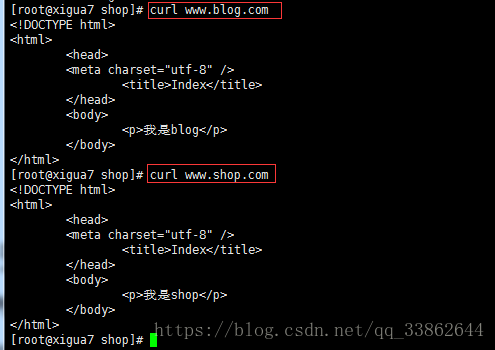 [root@xigua7 shop]# curl www.blog.com
<!DOCTYPE html>
<html>
<head>
<meta charset="utf-8" />
<title>Index</title>
</head>
<body>
<p>我是blog</p>
</body>
</html>
[root@xigua7 shop]# curl www.shop.com
<!DOCTYPE html>
<html>
<head>
<meta charset="utf-8" />
<title>Index</title>
</head>
<body>
<p>我是shop</p>
</body>
</html>
[root@xigua7 shop]#
https://blog.csdn.net/qq_33862644